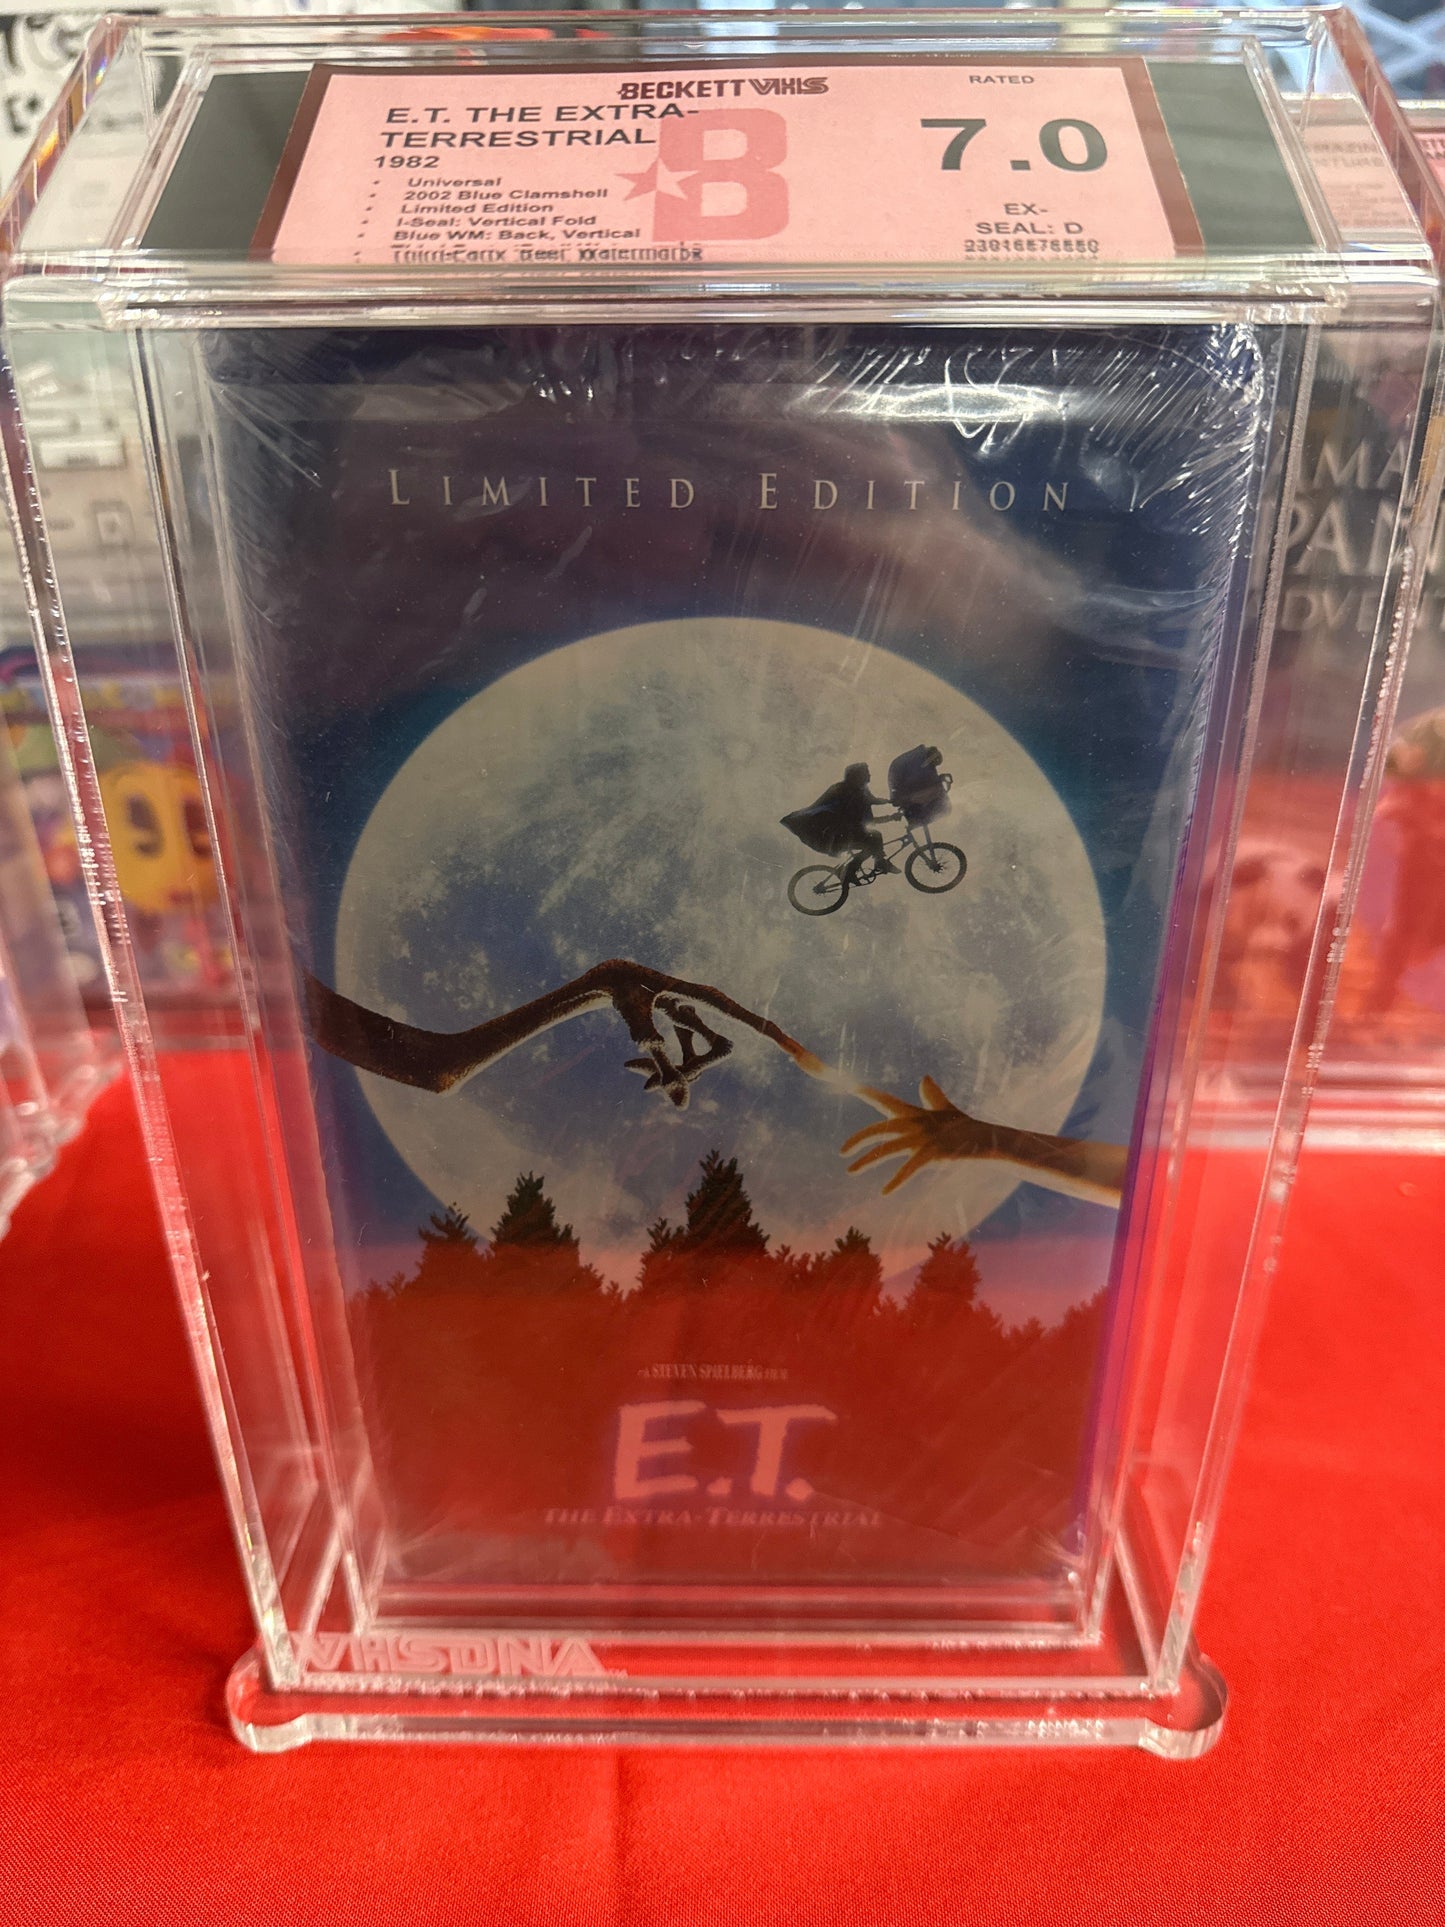 BECKETT VHS
RATED
E.T. THE EXTRA-
TERRESTRIAL
1982
7.0
• Universal
• 2002 Blue Clamshell
• Limited Edition
• I-Seal: Vertical Fold
• Blue WM: Back, Vertical
EX-
SEAL: D
B
LIMITED EDITION
A STEVEN SPIELBERG FILM
E.T.
THE EXTRA-TERRESTRIAL
VHSDNA